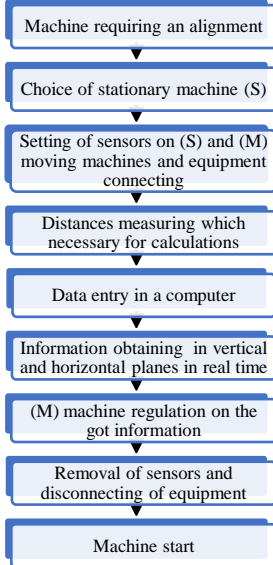 Machine requiring an alignment
Choice of stationary machine (S)
Setting of sensors on (S) and (M)
moving machines and equipment
connecting
Distances measuring which
necessary for calculations
Data entry in a computer
Information obtaining in vertical
and horizontal planes in real time
(M) machine regulation on the
got information
Removal of sensors and
disconnecting of equipment
Machine start